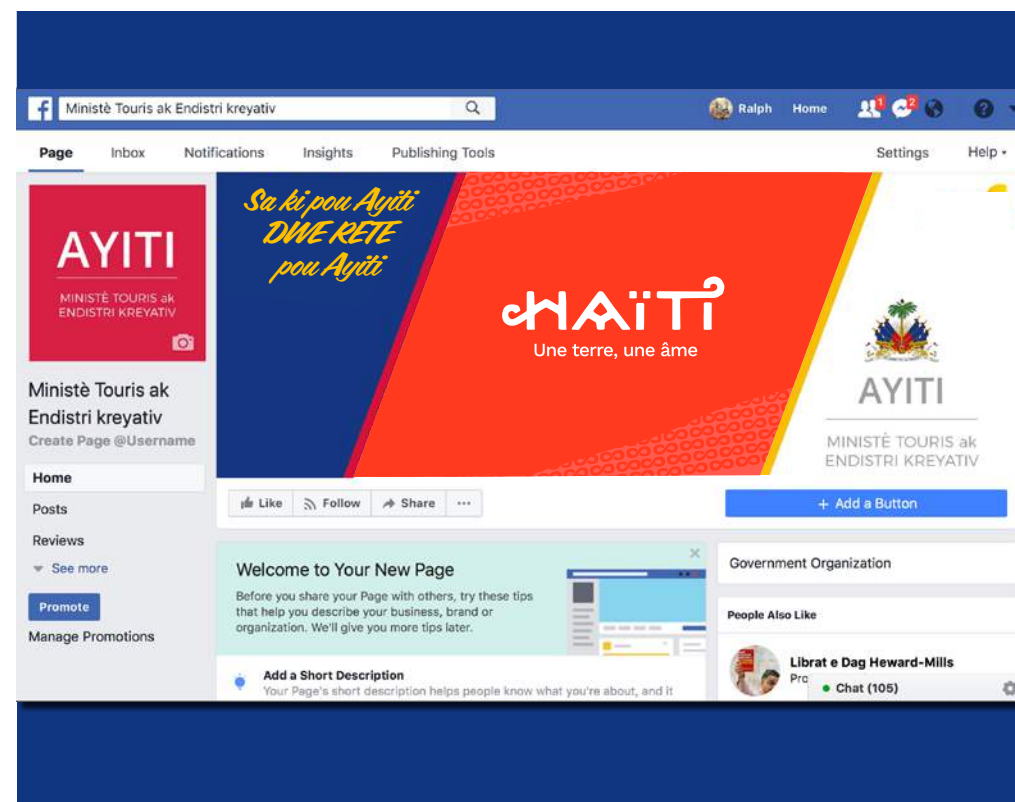 f
Ministè Touris ak Endistri kreyativ
Ralph
Home
1
2
?
Page
Inbox
Notifications
Insights
Publishing Tools
Settings
Help
AYITI
MINISTÈ TOURIS ak
ENDISTRI KREYATIV
Sa ki pou Ayiti
DWE RETE
pou Ayiti
HAïTi
Une terre, une âme
AYITI
MINISTÈ TOURIS ak
ENDISTRI KREYATIV
Ministè Touris ak
Endistri kreyativ
Create Page @Username
Home
Posts
Reviews
See more
Promote
Manage Promotions
Like
Follow
Share
...
+ Add a Button
Welcome to Your New Page
Before you share your Page with others, try these tips
that help you describe your business, brand or
organization. We'll give you more tips later.
Add a Short Description
Your Page's short description helps people know what you're about, and it
Government Organization
People Also Like
Librat e Dag Heward-Mills
Chat (105)